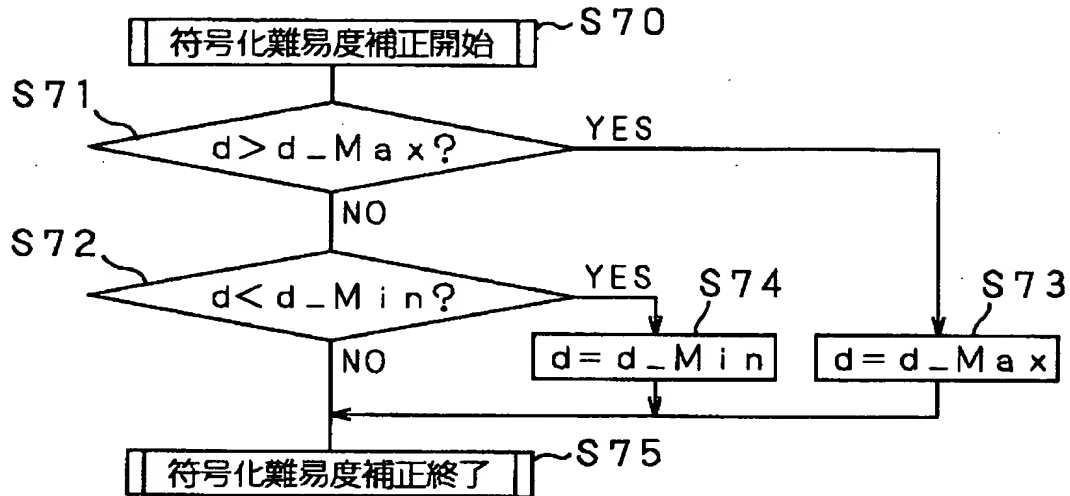 符号化難易度補正開始
S70
S71
d>d_Max?
YES
NO
S72
d<d_Min?
YES
NO
S74
d=d_Min
S73
d=d_Max
符号化難易度補正終了
S75